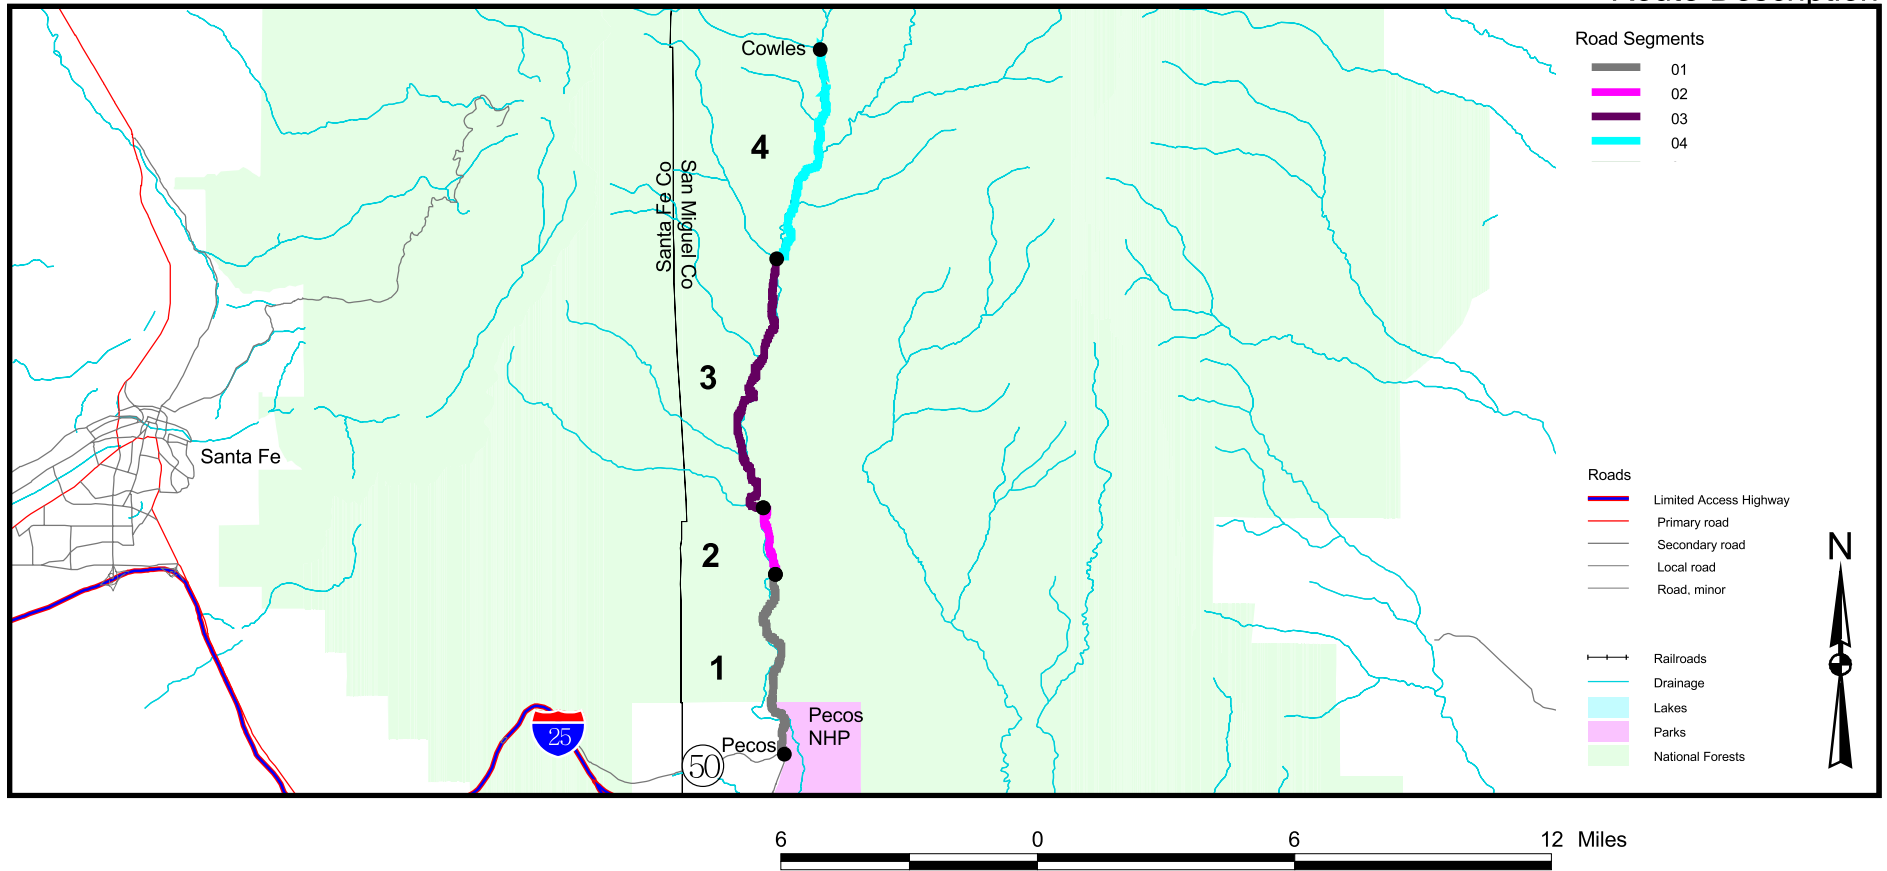 Route Description
Cowles
Road Segments
01
02
03
04
4
Santa Fe Co
San Miguel Co
3
Santa Fe
2
1
Roads
Limited Access Highway
Primary road
Secondary road
Local road
Road, minor
N
Railroads
Drainage
Lakes
Parks
National Forests
25
Pecos
50
Pecos
NHP
6 0 6 12 Miles